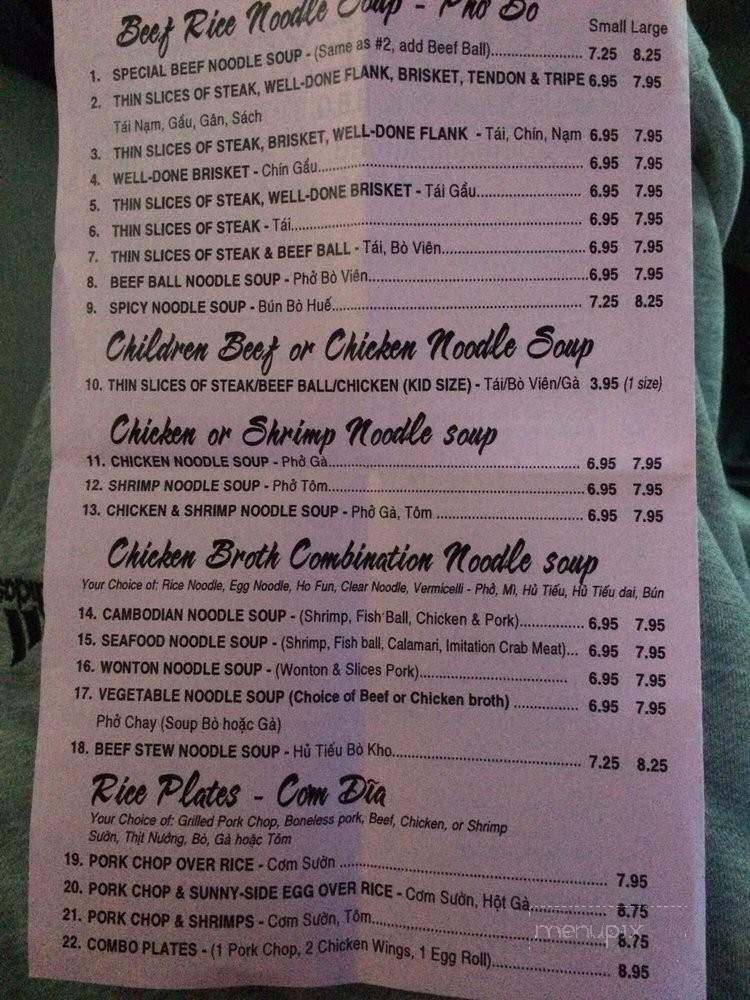 Beef Rice Noodle Soup - Phở Bò
Small Large
1. SPECIAL BEEF NOODLE SOUP - (Same as #2, add Beef Ball)...................... 7.25 8.25
2. THIN SLICES OF STEAK, WELL-DONE FLANK, BRISKET, TENDON & TRIPE 6.95 7.95
Tái Nạm, Gầu, Gân, Sách
3. THIN SLICES OF STEAK, BRISKET, WELL-DONE FLANK - Tái, Chín, Nạm 6.95 7.95
4. WELL-DONE BRISKET - Chín Gầu................................................................ 6.95 7.95
5. THIN SLICES OF STEAK, WELL-DONE BRISKET - Tái Gầu......................... 6.95 7.95
6. THIN SLICES OF STEAK - Tái...................................................................... 6.95 7.95
7. THIN SLICES OF STEAK & BEEF BALL - Tái, Bò Viên................................. 6.95 7.95
8. BEEF BALL NOODLE SOUP - Phở Bò Viên.....................................................6.95 7.95
9. SPICY NOODLE SOUP - Bún Bò Huế............................................................ 7.25 8.25
Children Beef or Chicken Noodle Soup
10. THIN SLICES OF STEAK/BEEF BALL/CHICKEN (KID SIZE) - Tái/Bò Viên/Gà 3.95 (1 size)
Chicken or Shrimp Noodle soup
11. CHICKEN NOODLE SOUP - Phở Gà............................................................ 6.95 7.95
12. SHRIMP NOODLE SOUP - Phở Tôm............................................................ 6.95 7.95
13. CHICKEN & SHRIMP NOODLE SOUP - Phở Gà, Tôm .................................. 6.95 7.95
Chicken Broth Combination Noodle soup
Your Choice of: Rice Noodle, Egg Noodle, Ho Fun, Clear Noodle, Vermicelli - Phở, Mì, Hủ Tiếu, Hủ Tiếu dai, Bún
14. CAMBODIAN NOODLE SOUP - (Shrimp, Fish Ball, Chicken & Pork)............... 6.95 7.95
15. SEAFOOD NOODLE SOUP - (Shrimp, Fish ball, Calamari, Imitation Crab Meat)... 6.95 7.95
16. WONTON NOODLE SOUP - (Wonton & Slices Pork)................................... 6.95 7.95
17. VEGETABLE NOODLE SOUP (Choice of Beef or Chicken broth) ............... 6.95 7.95
Phở Chay (Soup Bò hoặc Gà)
18. BEEF STEW NOODLE SOUP - Hủ Tiếu Bò Kho............................................ 7.25 8.25
Rice Plates - Cơm Dĩa
Your Choice of: Grilled Pork Chop, Boneless pork, Beef, Chicken, or Shrimp
Sườn, Thịt Nướng, Bò, Gà hoặc Tôm
19. PORK CHOP OVER RICE - Cơm Sườn ............................................................ 7.95
20. PORK CHOP & SUNNY-SIDE EGG OVER RICE - Cơm Sườn, Hột Gà................ 8.75
21. PORK CHOP & SHRIMPS - Cơm Sườn, Tôm.................................................... 8.75
22. COMBO PLATES - (1 Pork Chop, 2 Chicken Wings, 1 Egg Roll)......................... 8.95
menupix